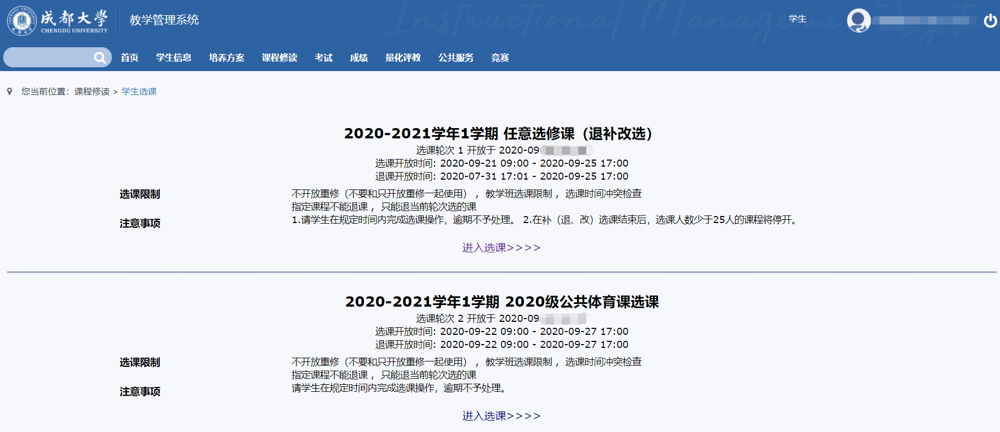 成都大学
CHENGDU UNIVERSITY
教学管理系统
学生
首页 学生信息 培养方案 课程修读 考试 成绩 量化评教 公共服务 竞赛
您当前位置：课程修读 > 学生选课
2020-2021学年1学期 任意选修课（退补改选）
选课轮次 1 开放于 2020-09
选课开放时间: 2020-09-21 09:00 - 2020-09-25 17:00
退课开放时间: 2020-07-31 17:01 - 2020-09-25 17:00
选课限制
不开放重修（不要和只开放重修一起使用） ，教学班选课限制 ，选课时间冲突检查
指定课程不能退课 ，只能退当前轮次选的课
注意事项
1.请学生在规定时间内完成选课操作，逾期不予处理。 2.在补（退、改）选课结束后，选课人数少于25人的课程将停开。
进入选课>>>>
2020-2021学年1学期 2020级公共体育课选课
选课轮次 2 开放于 2020-09
选课开放时间: 2020-09-22 09:00 - 2020-09-27 17:00
退课开放时间: 2020-09-22 09:00 - 2020-09-27 17:00
选课限制
不开放重修（不要和只开放重修一起使用） ，教学班选课限制 ，选课时间冲突检查
指定课程不能退课 ，只能退当前轮次选的课
注意事项
请学生在规定时间内完成选课操作，逾期不予处理。
进入选课>>>>